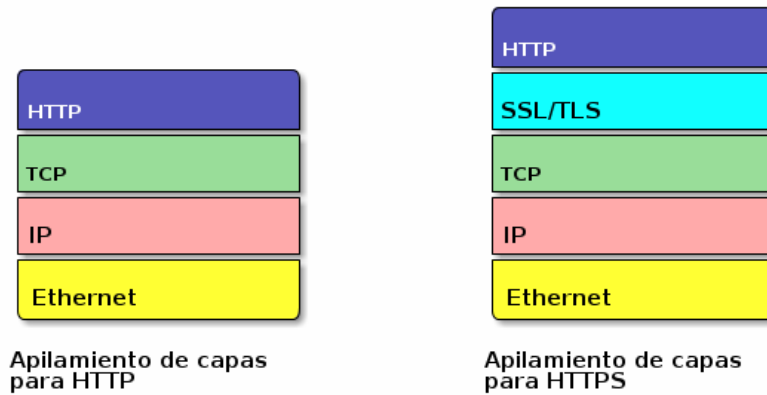 HTTP
TCP
IP
Ethernet
Apilamiento de capas
para HTTP
HTTP
SSL/TLS
TCP
IP
Ethernet
Apilamiento de capas
para HTTPS